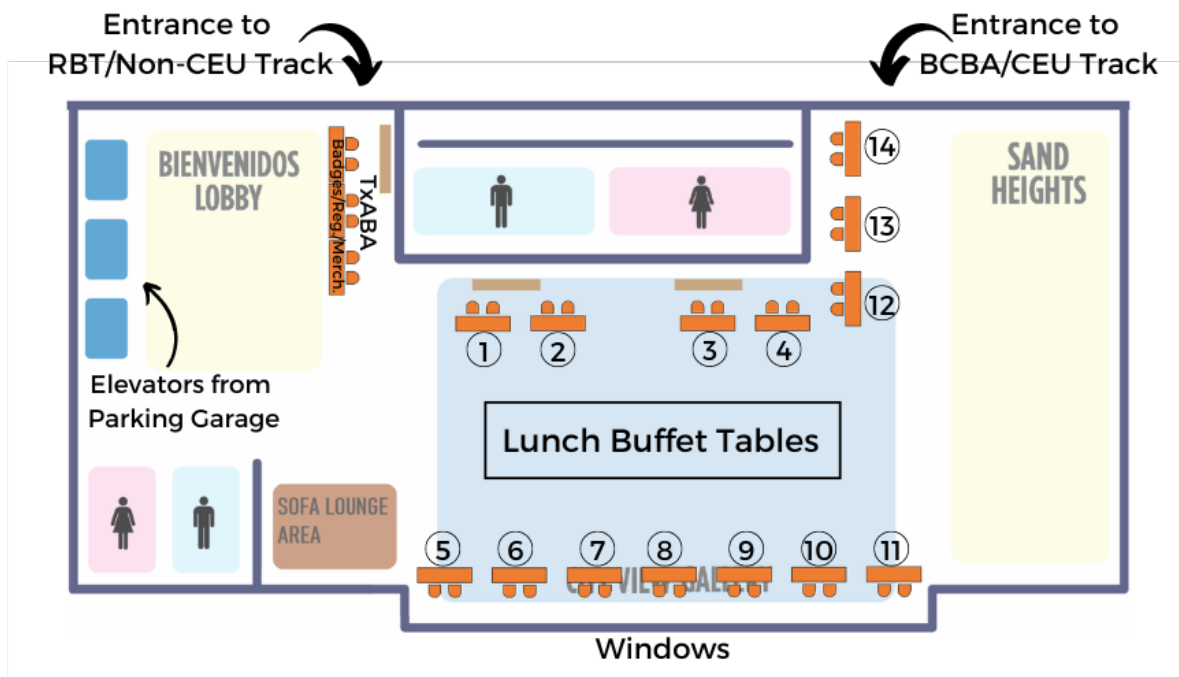 Entrance to
RBT/Non-CEU Track
Entrance to
BCBA/CEU Track
BIENVENIDOS
LOBBY
Badges/Reg./Merch.
TxABA
14
SAND
HEIGHTS
13
12
1
2
3
4
Elevators from
Parking Garage
Lunch Buffet Tables
SOFA LOUNGE
AREA
5
6
7
8
9
10
11
VIEW
Windows